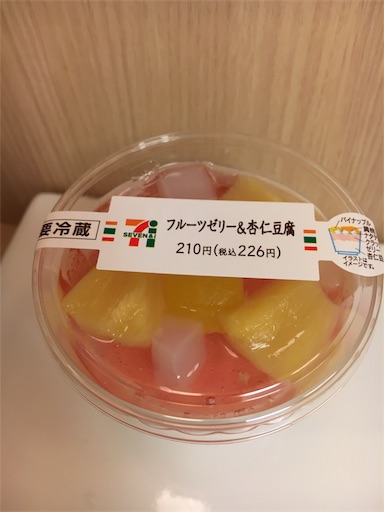 要冷蔵
7i
SEVEN&i
フルーツゼリー&杏仁豆腐
210円(税込226円)
パイナップル
イラストは
イメージです。